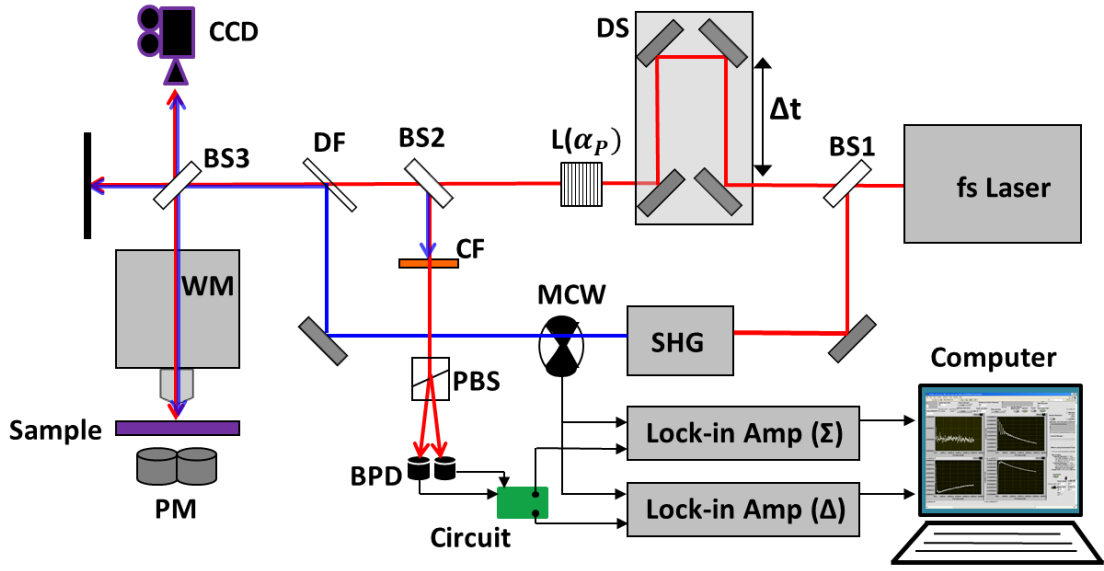 CCD
DS
Δt
BS3
DF
BS2
L(α_P)
BS1
fs Laser
WM
CF
MCW
SHG
PBS
Computer
Sample
PM
BPD
Circuit
Lock-in Amp (Σ)
Lock-in Amp (Δ)